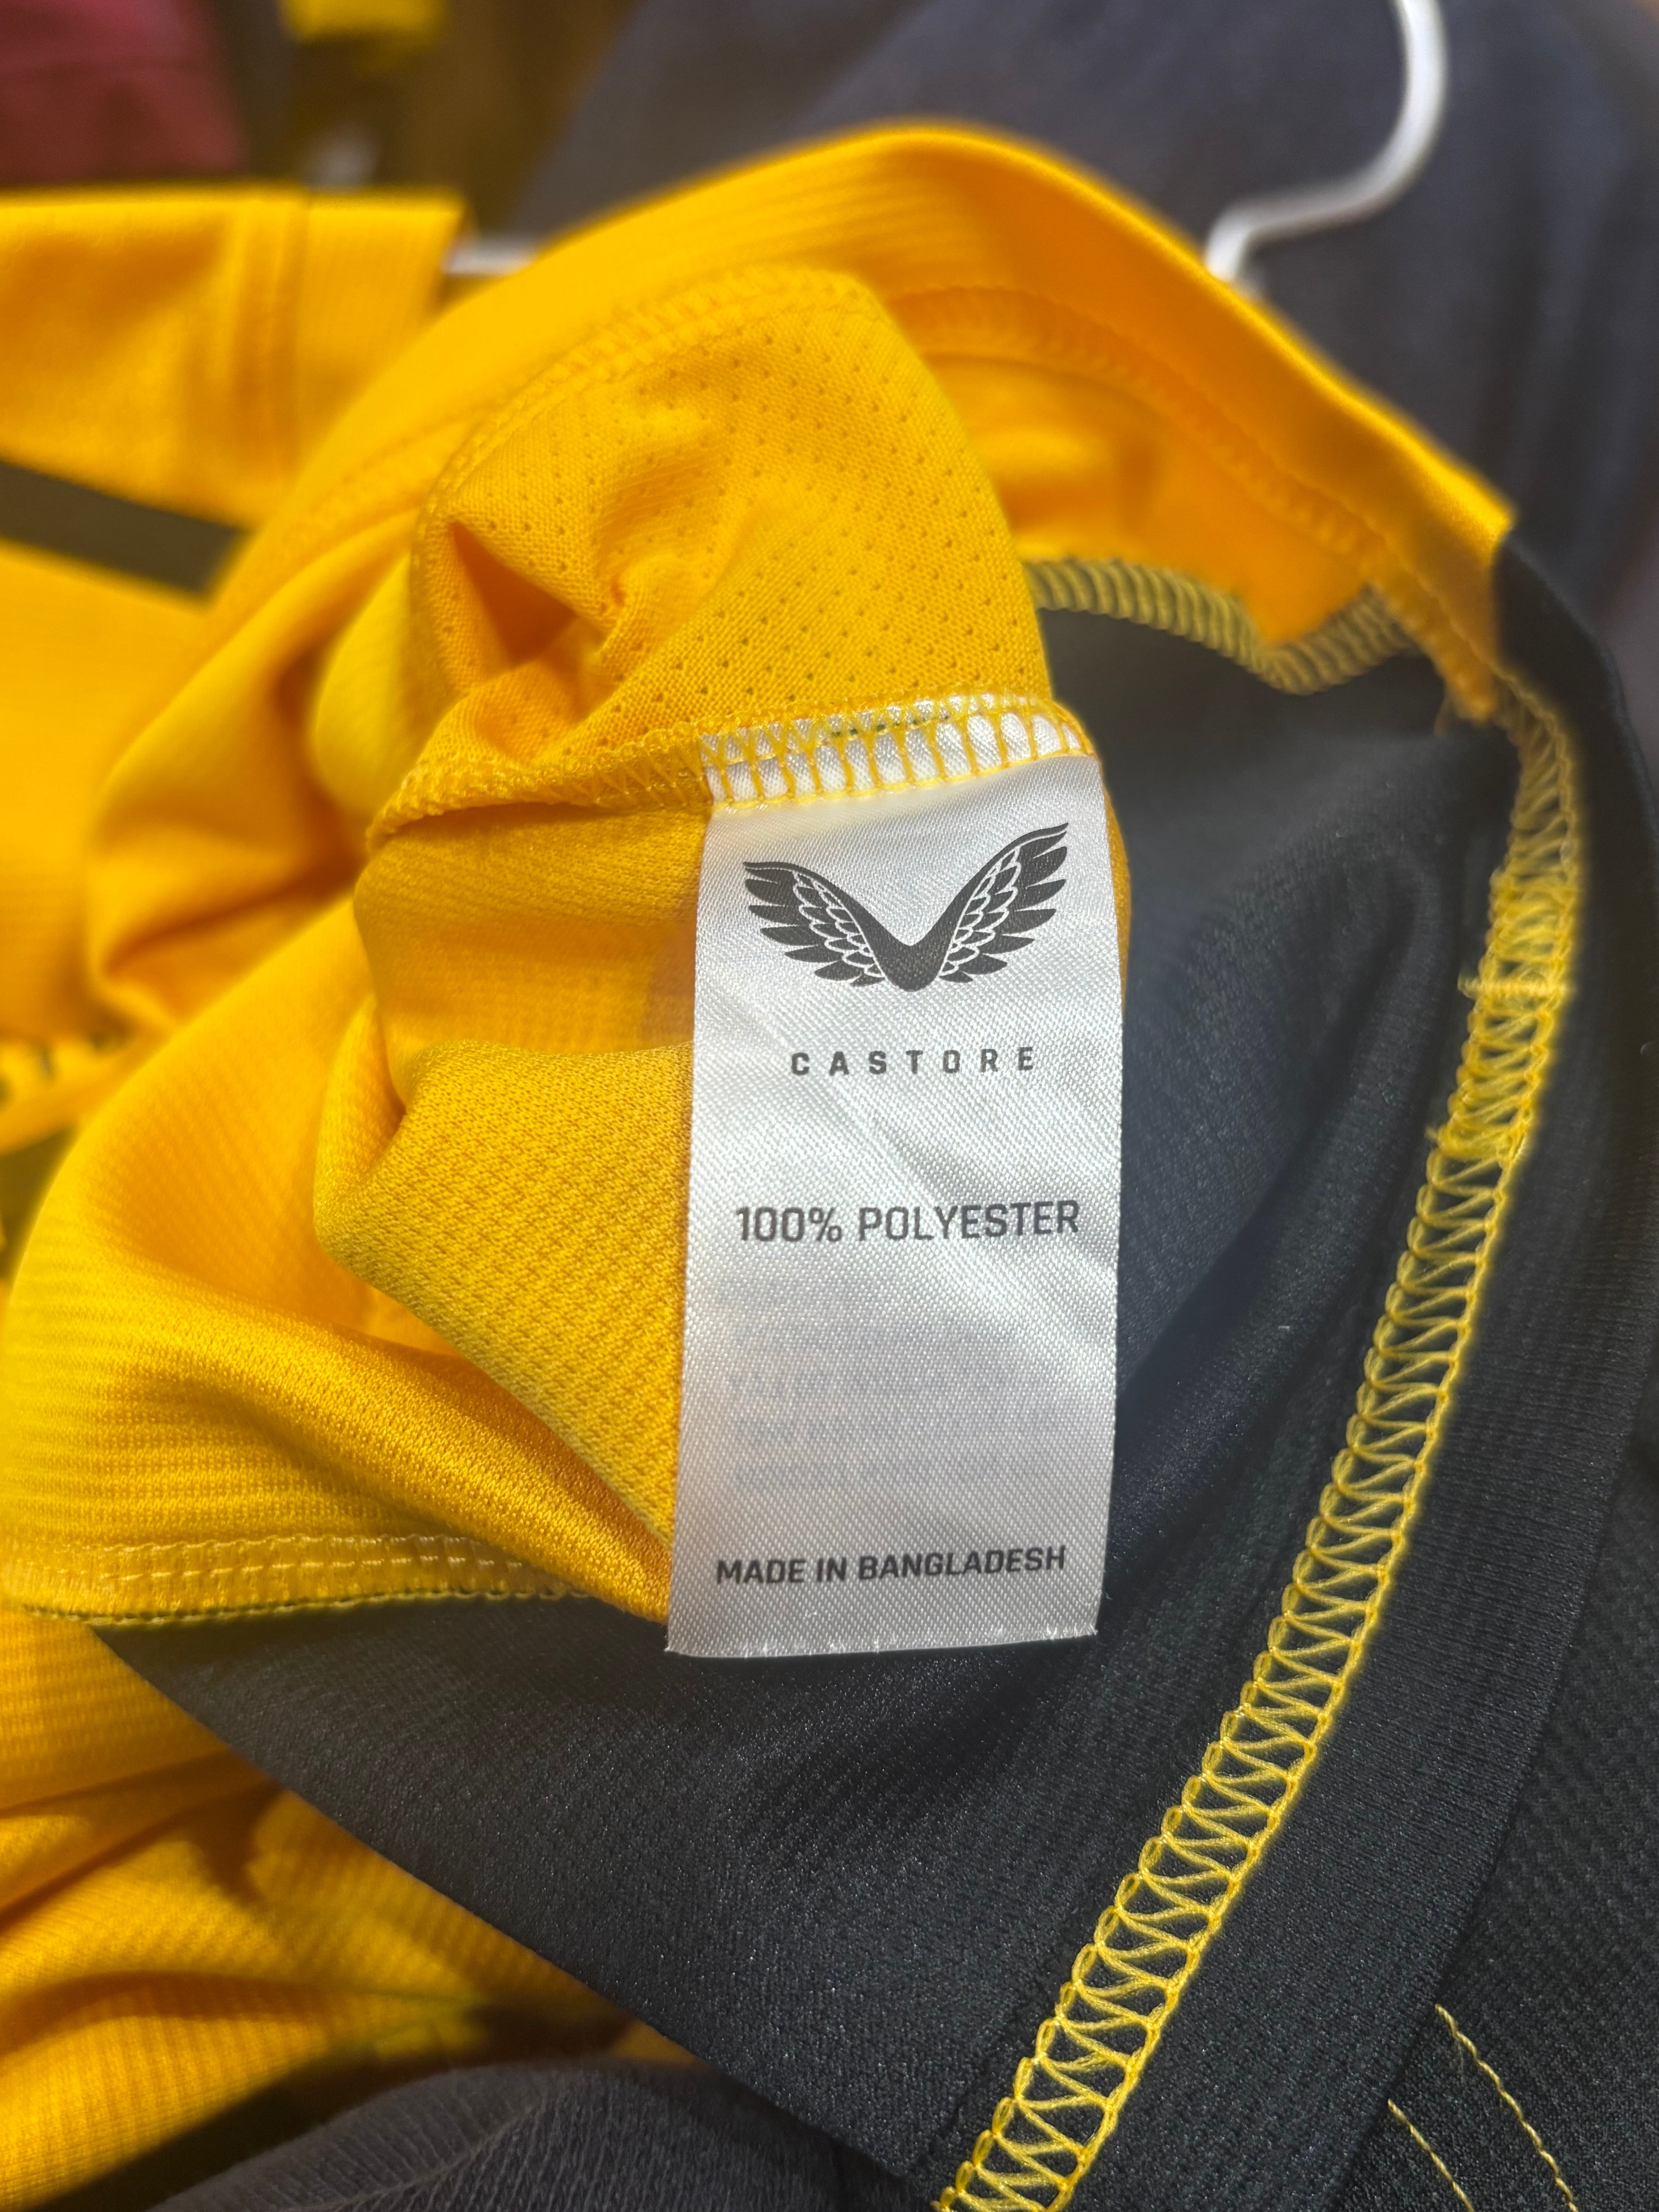 CASTORE
100% POLYESTER
MADE IN BANGLADESH